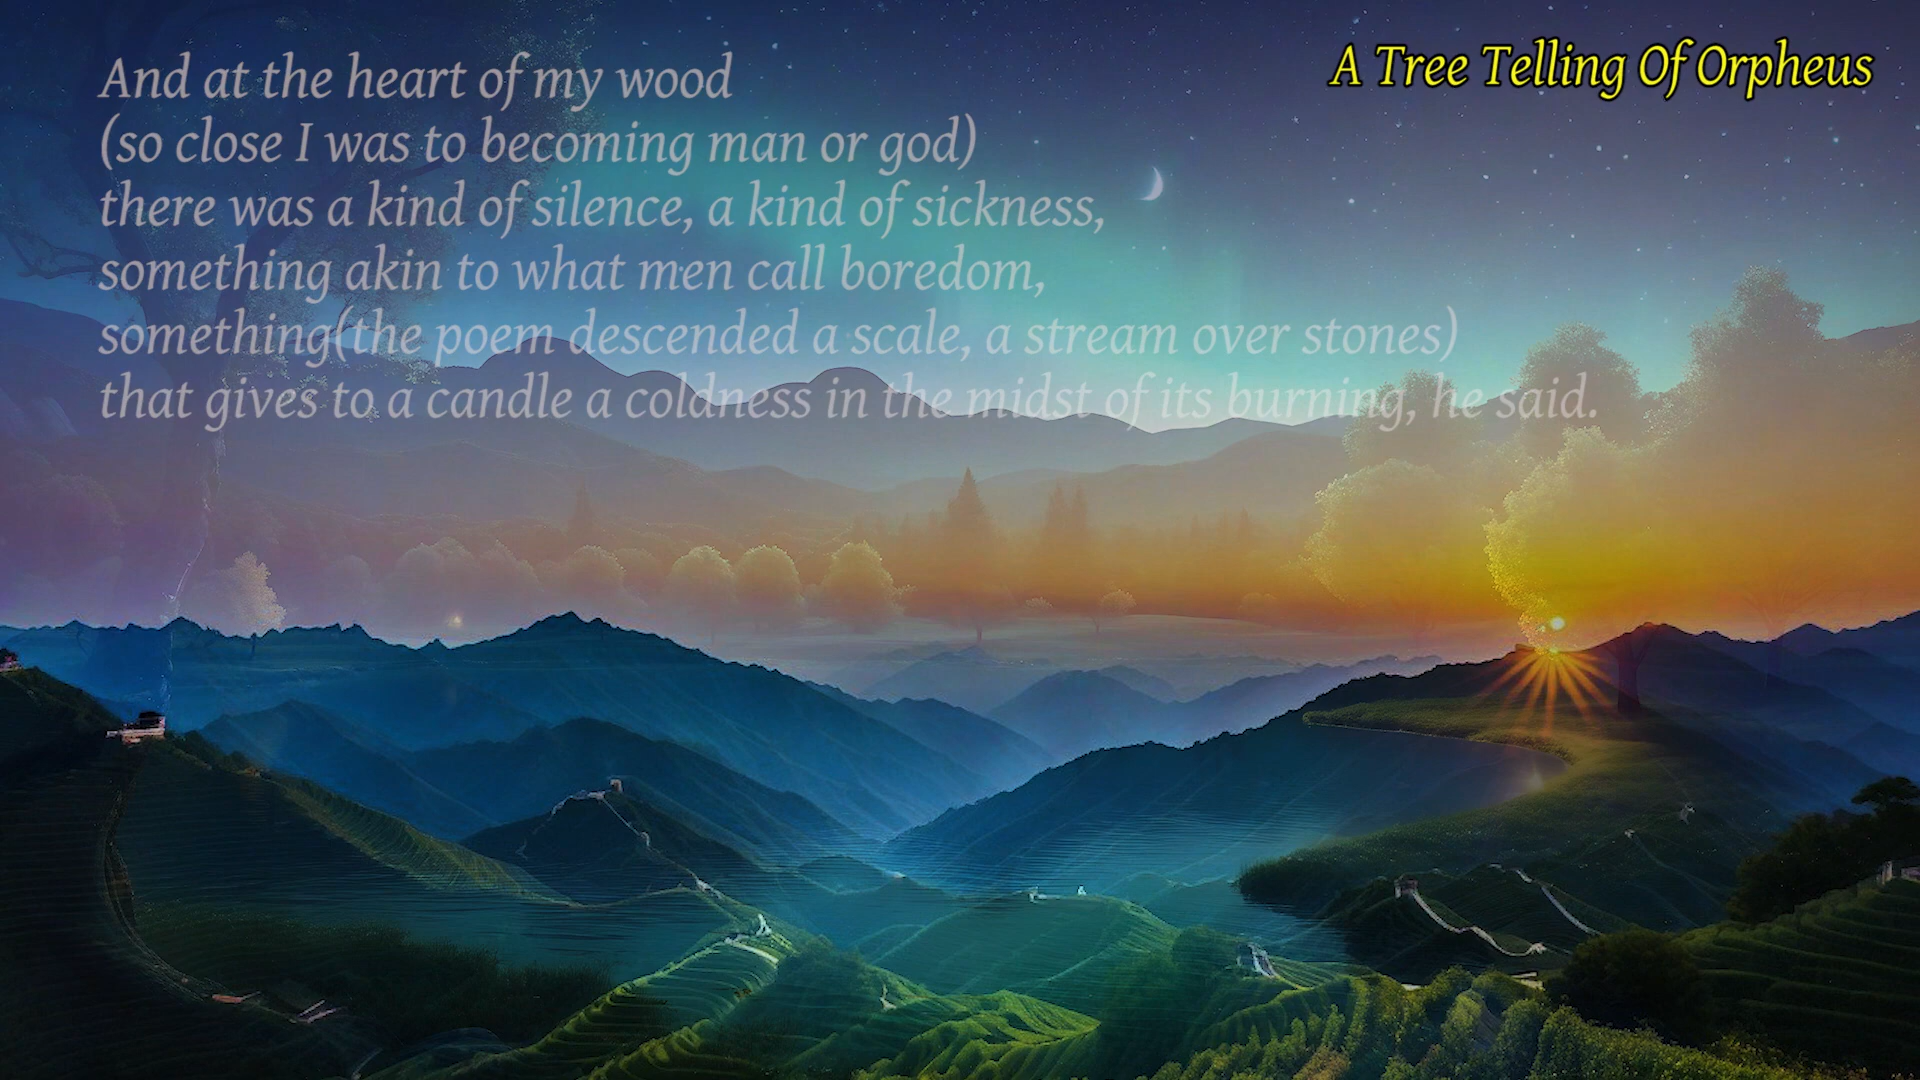 A Tree Telling Of Orpheus
And at the heart of my wood
(so close I was to becoming man or god)
there was a kind of silence, a kind of sickness,
something akin to what men call boredom,
something(the poem descended a scale, a stream over stones)
that gives to a candle a coldness in the midst of its burning, he said.